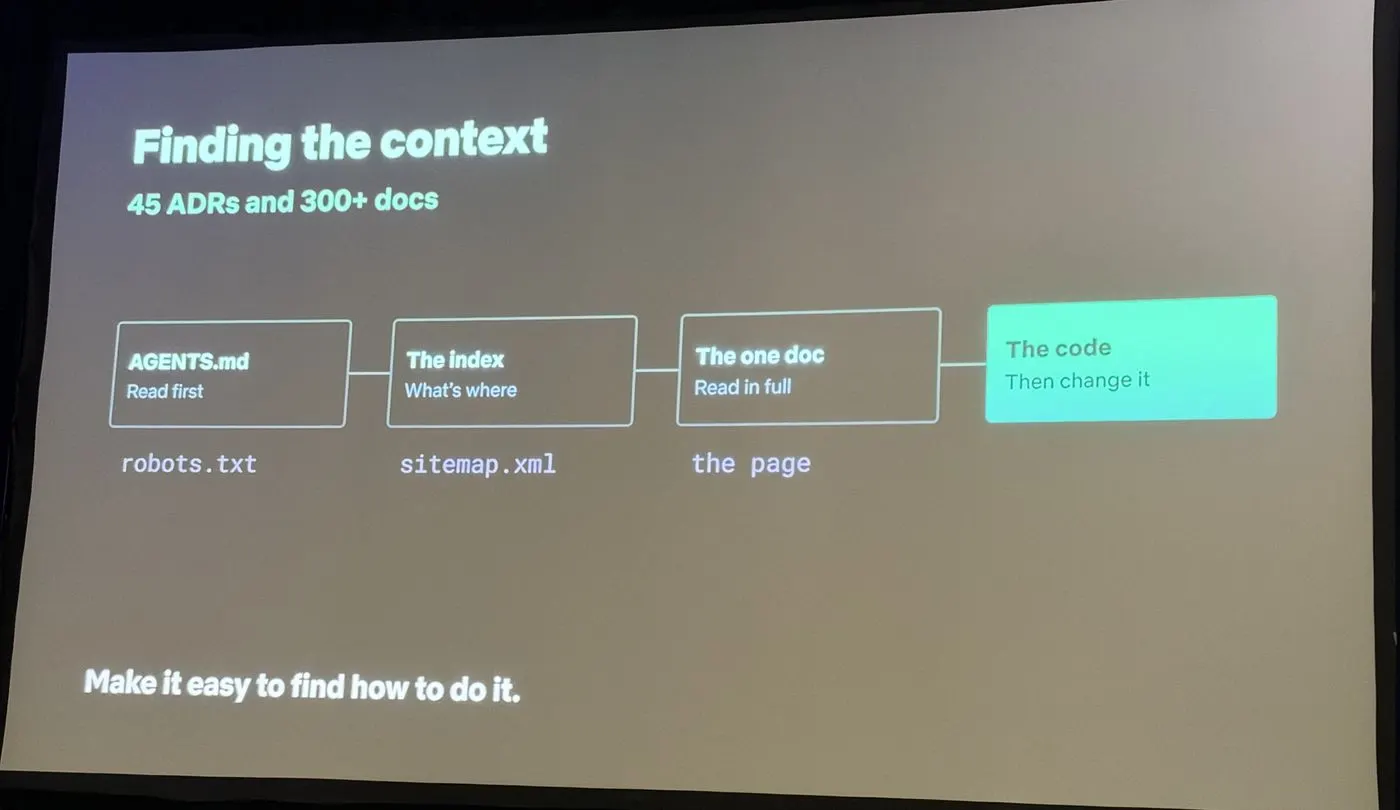 Finding the context
45 ADRs and 300+ docs
AGENTS.md
Read first
The index
What's where
The one doc
Read in full
The code
Then change it
robots.txt
sitemap.xml
the page
Make it easy to find how to do it.